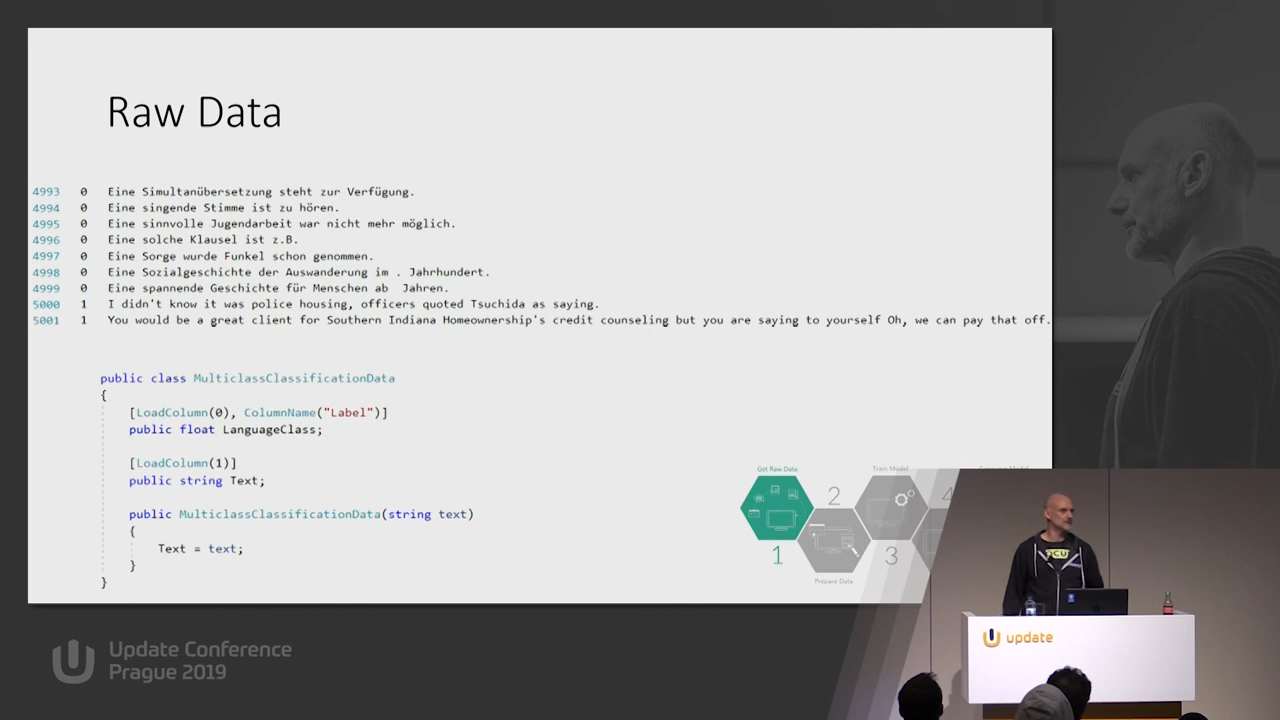 Raw Data
4993 0 Eine Simultanübersetzung steht zur Verfügung.
4994 0 Eine singende Stimme ist zu hören.
4995 0 Eine sinnvolle Jugendarbeit war nicht mehr möglich.
4996 0 Eine solche Klausel ist z.B.
4997 0 Eine Sorge wurde Funkel schon genommen.
4998 0 Eine Sozialgeschichte der Auswanderung im . Jahrhundert.
4999 0 Eine spannende Geschichte für Menschen ab  Jahren.
5000 1 I didn't know it was police housing, officers quoted Tsuchida as saying.
5001 1 You would be a great client for Southern Indiana Homeownership's credit counseling but you are saying to yourself Oh, we can pay that off.
public class MulticlassClassificationData
{
[LoadColumn(0), ColumnName("Label")]
public float LanguageClass;
[LoadColumn(1)]
public string Text;
public MulticlassClassificationData(string text)
{
Text = text;
}
}
Get Raw Data
1
2
Prepare Data
Train Model
3
4
update
Update Conference
Prague 2019